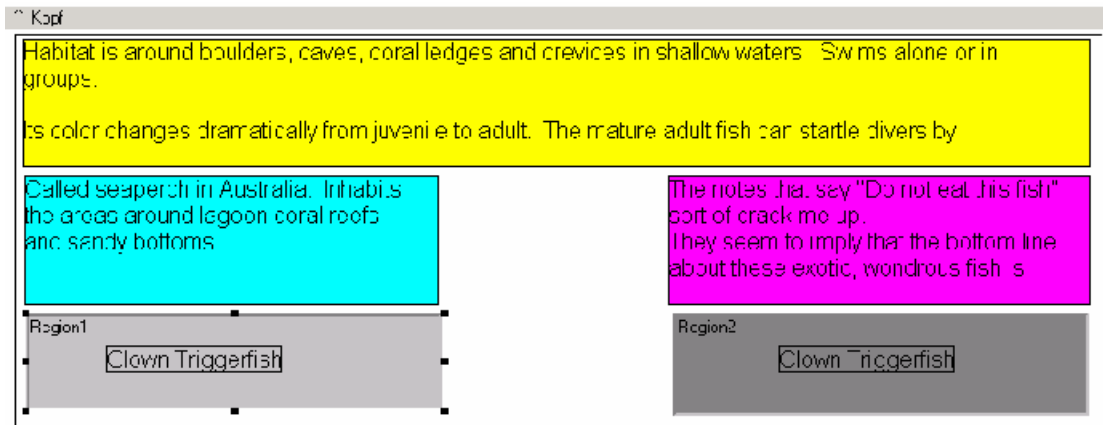 ^ Kopf
Habitat is around boulders, caves, coral ledges and crevices in shallow waters. Swims alone or in
groups.
Its color changes dramatically from juvenile to adult. The mature adult fish can startle divers by
Called seaperch in Australia. Inhabits
the areas around lagoon coral reefs
and sandy bottoms
The notes that say "Do not eat this fish"
sort of crack me up.
They seem to imply that the bottom line
about these exotic, wondrous fish is
Region1
Clown Triggerfish
Region2
Clown Triggerfish